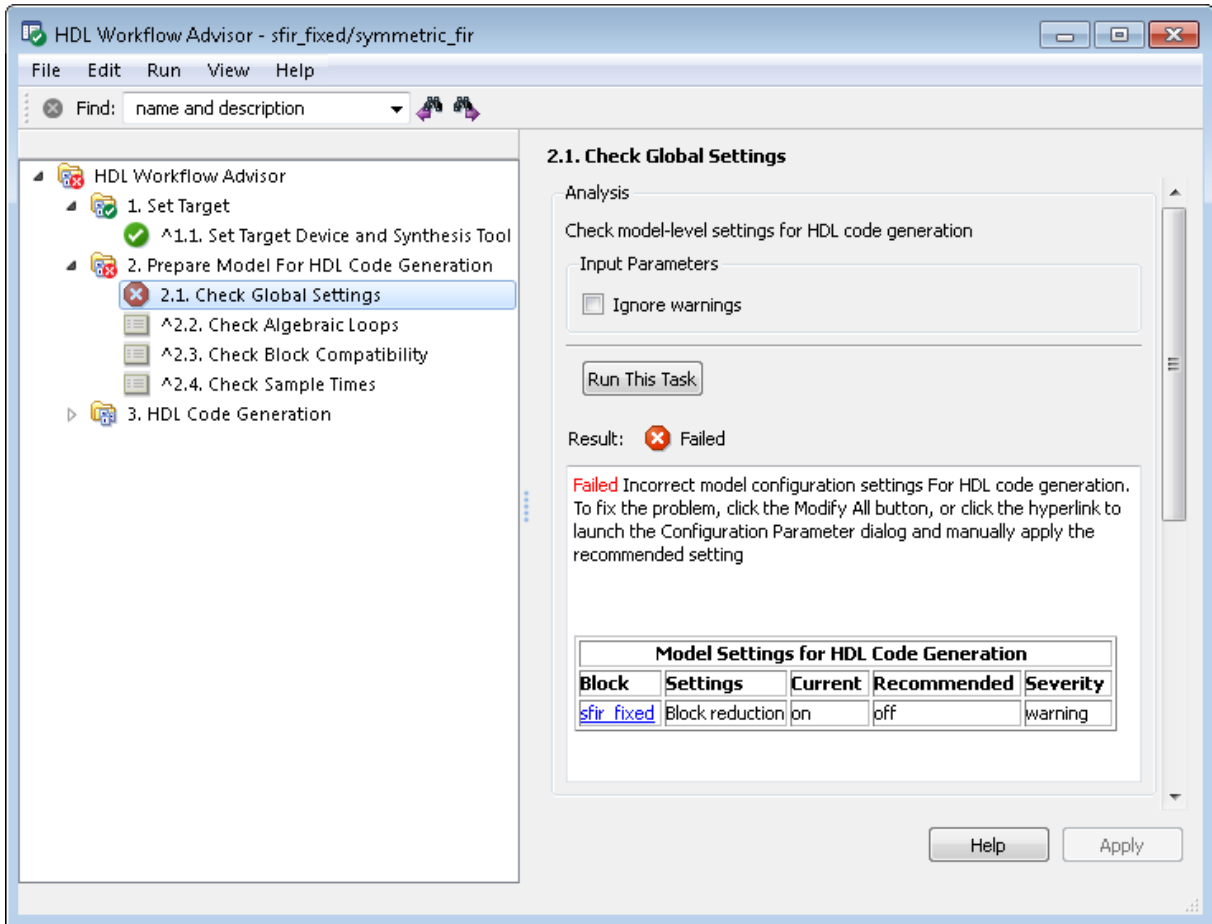 HDL Workflow Advisor - sfir_fixed/symmetric_fir
File Edit Run View Help
Find: name and description
HDL Workflow Advisor
1. Set Target
^1.1. Set Target Device and Synthesis Tool
2. Prepare Model For HDL Code Generation
2.1. Check Global Settings
^2.2. Check Algebraic Loops
^2.3. Check Block Compatibility
^2.4. Check Sample Times
3. HDL Code Generation
2.1. Check Global Settings
Analysis
Check model-level settings for HDL code generation
Input Parameters
Ignore warnings
Run This Task
Result: Failed
Failed Incorrect model configuration settings For HDL code generation.
To fix the problem, click the Modify All button, or click the hyperlink to
launch the Configuration Parameter dialog and manually apply the
recommended setting
Model Settings for HDL Code Generation
Block Settings Current Recommended Severity
sfir_fixed Block reduction on off warning
Help Apply